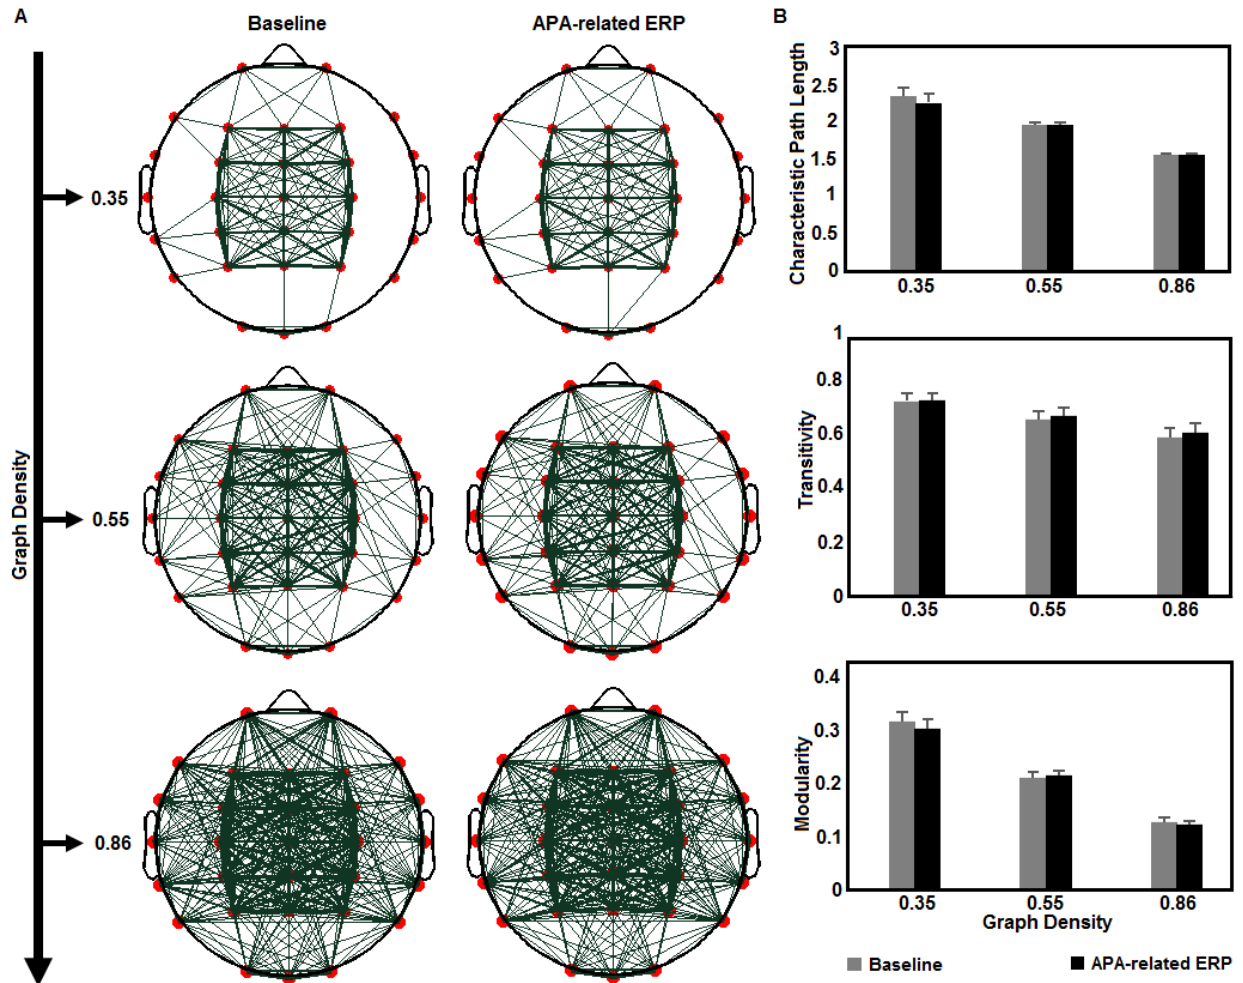 A
Baseline
APA-related ERP
Graph Density
0.35
0.55
0.86
B
Characteristic Path Length
3
2.5
2
1.5
1
0.5
0
0.35 0.55 0.86
Transitivity
1
0.8
0.6
0.4
0.2
0
0.35 0.55 0.86
Modularity
0.4
0.3
0.2
0.1
0
0.35 0.55 0.86
Graph Density
Baseline
APA-related ERP